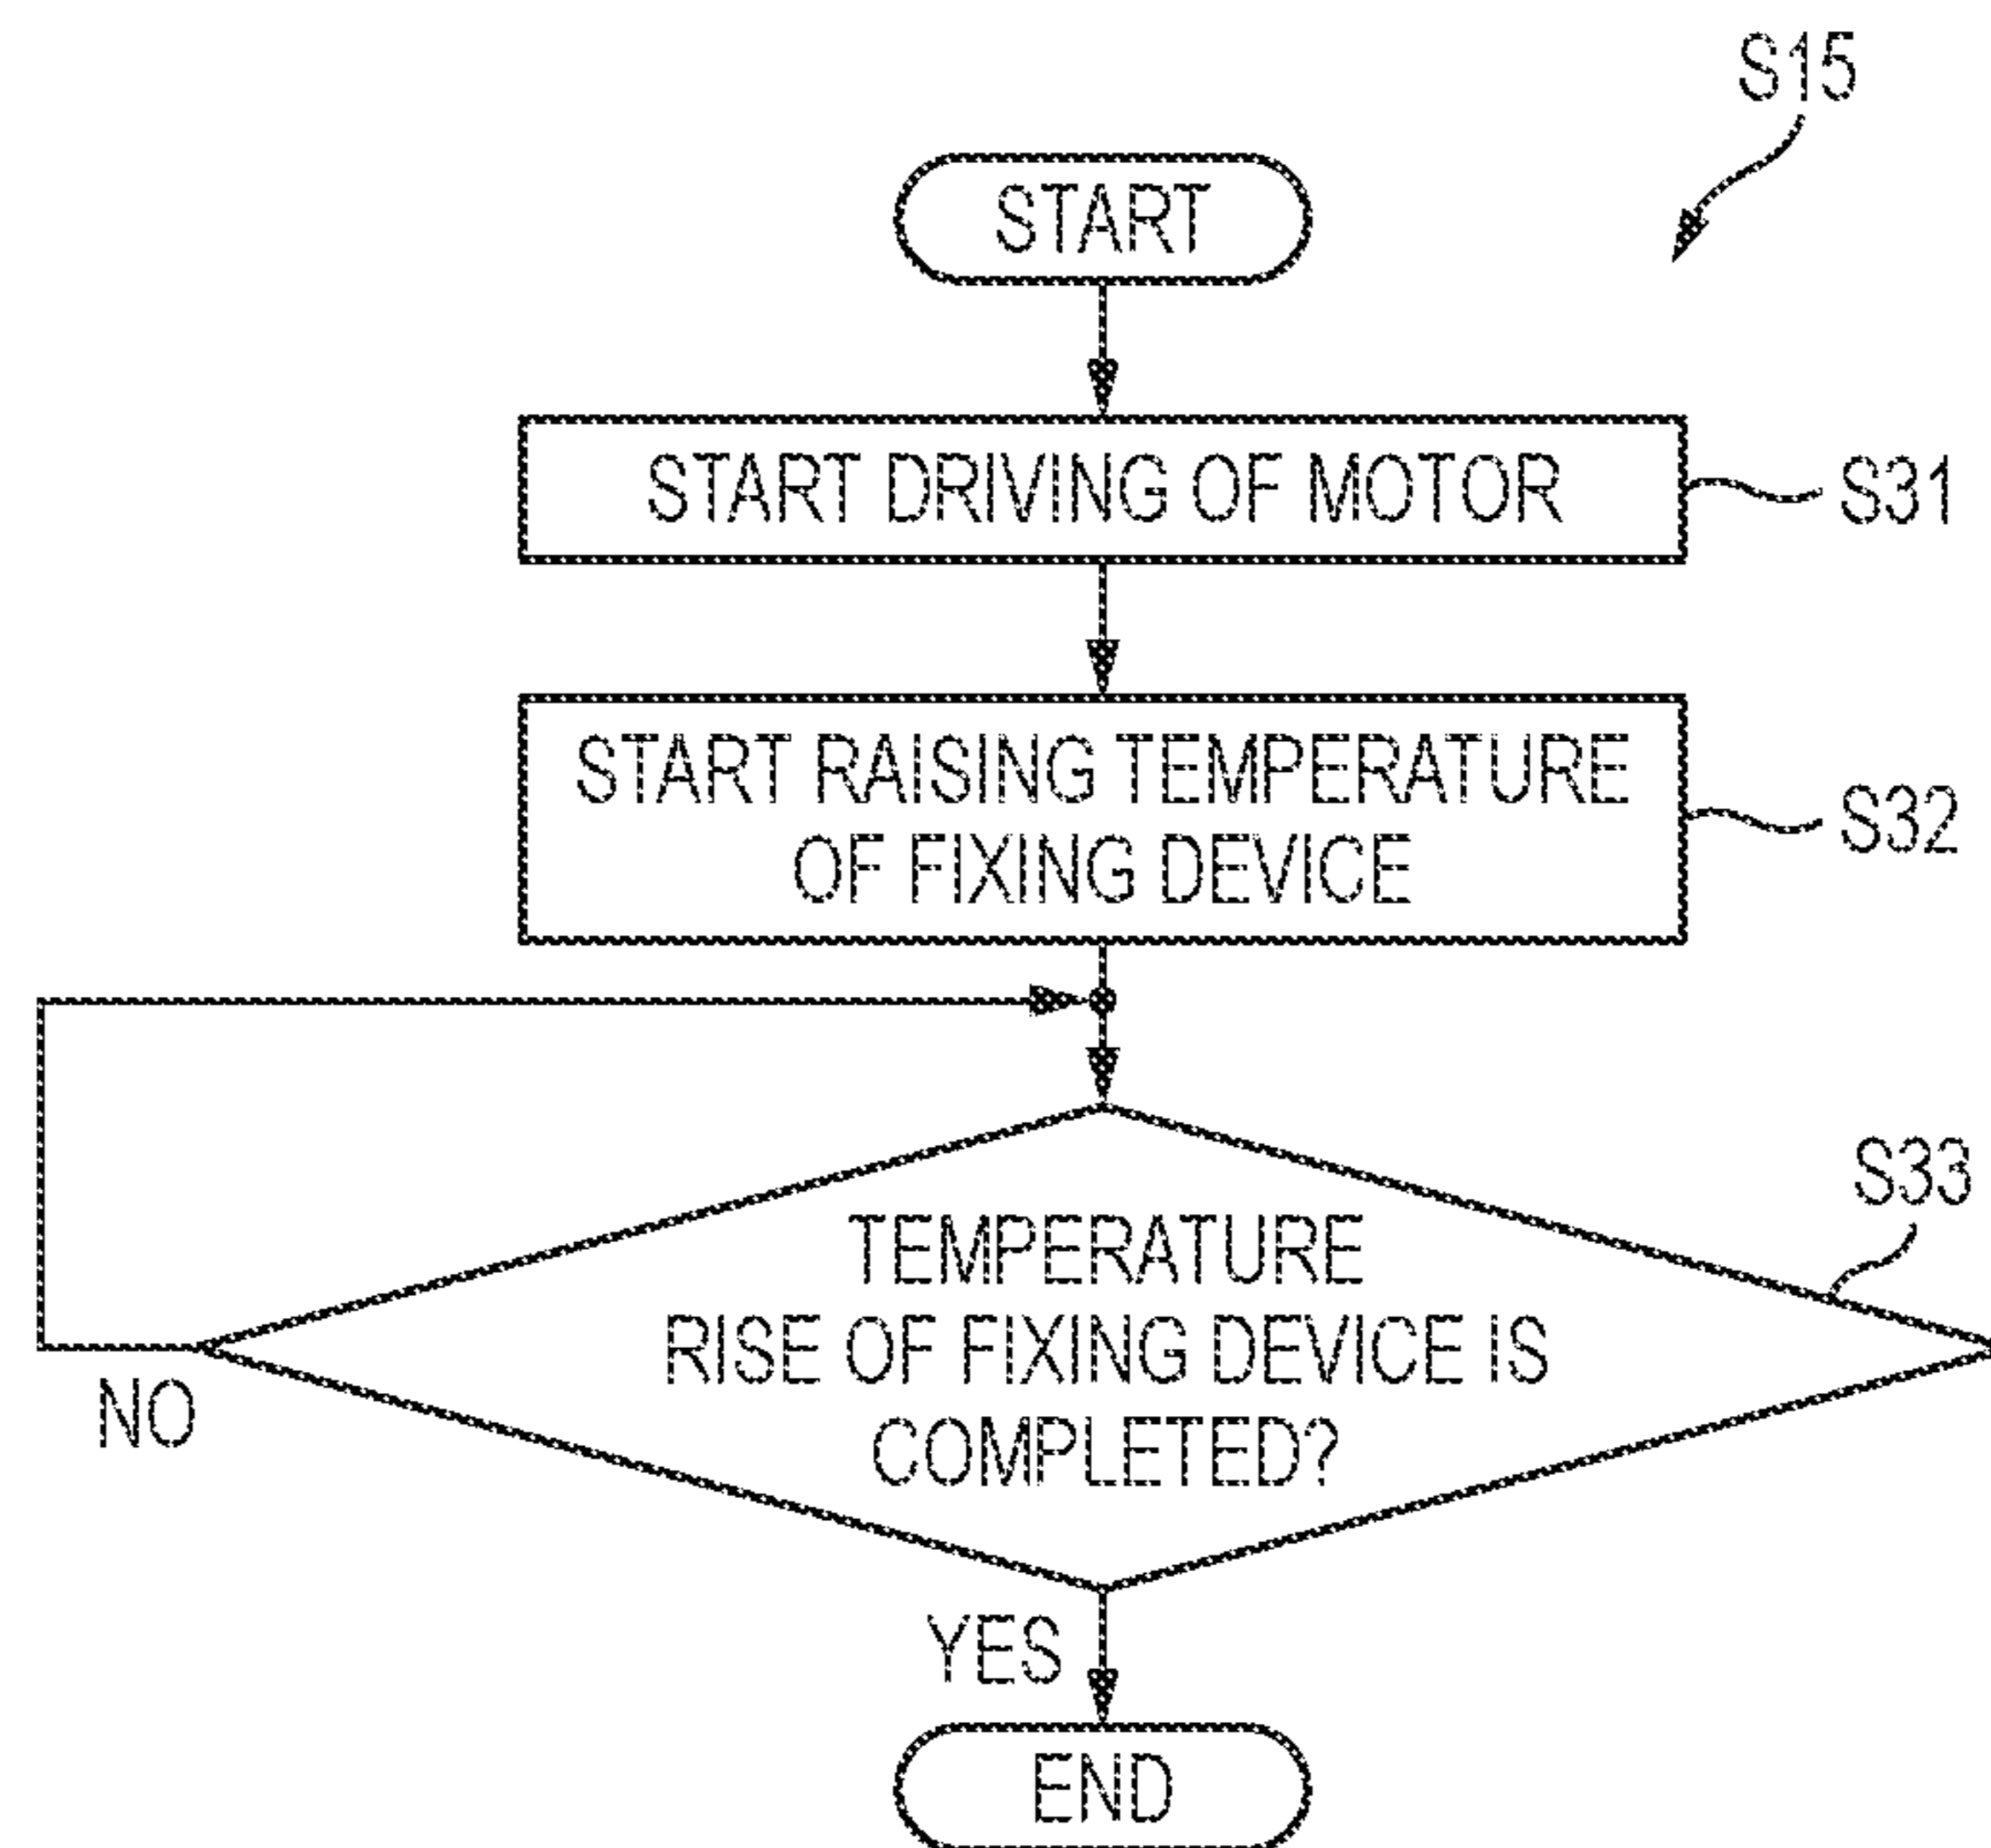 S15
START
START DRIVING OF MOTOR
S31
START RAISING TEMPERATURE
OF FIXING DEVICE
S32
S33
TEMPERATURE
RISE OF FIXING DEVICE IS
COMPLETED?
NO
YES
END